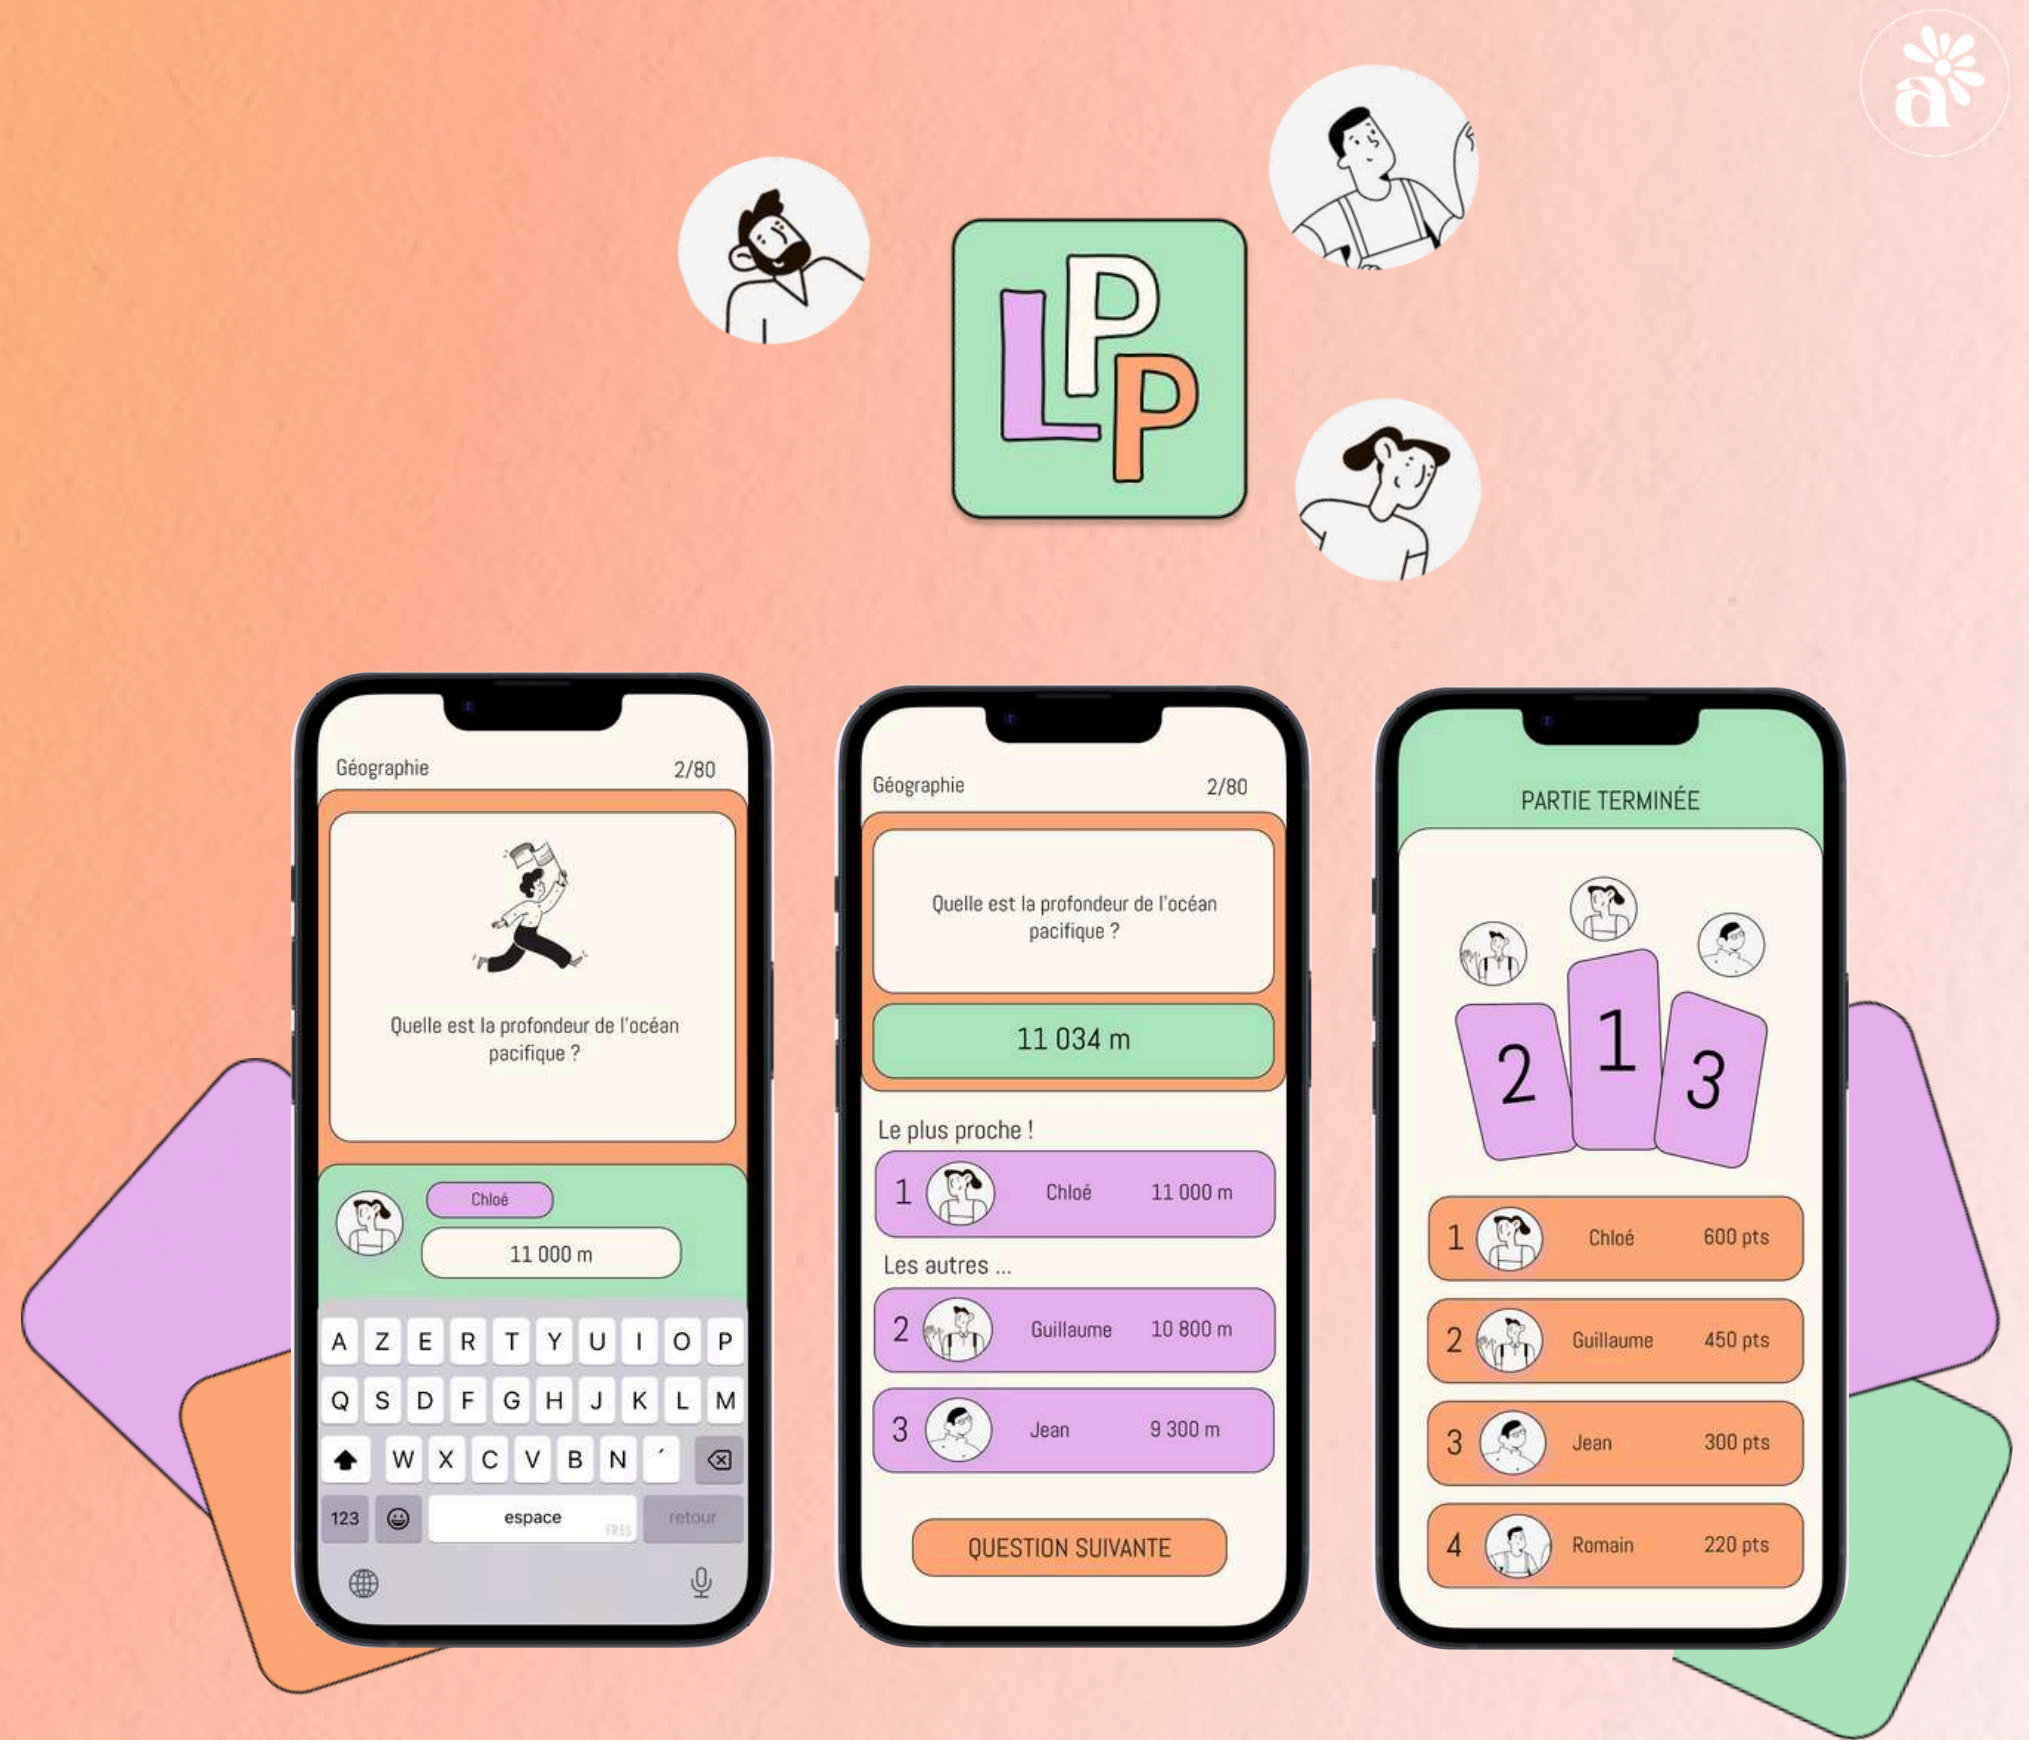 a
LPP
Géographie 2/80
Quelle est la profondeur de l'océan
pacifique ?
Chloé
11 000 m
A Z E R T Y U I O P
Q S D F G H J K L M
W X C V B N ´
123 espace FR ES retour
Géographie 2/80
Quelle est la profondeur de l'océan
pacifique ?
11 034 m
Le plus proche !
1 Chloé 11 000 m
Les autres ...
2 Guillaume 10 800 m
3 Jean 9 300 m
QUESTION SUIVANTE
PARTIE TERMINÉE
2 1 3
1 Chloé 600 pts
2 Guillaume 450 pts
3 Jean 300 pts
4 Romain 220 pts